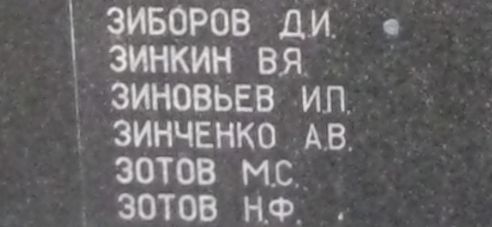 ЗИБОРОВ Д.И.
ЗИНКИН В.Я.
ЗИНОВЬЕВ И.П.
ЗИНЧЕНКО А.В.
ЗОТОВ М.С.
ЗОТОВ Н.Ф.